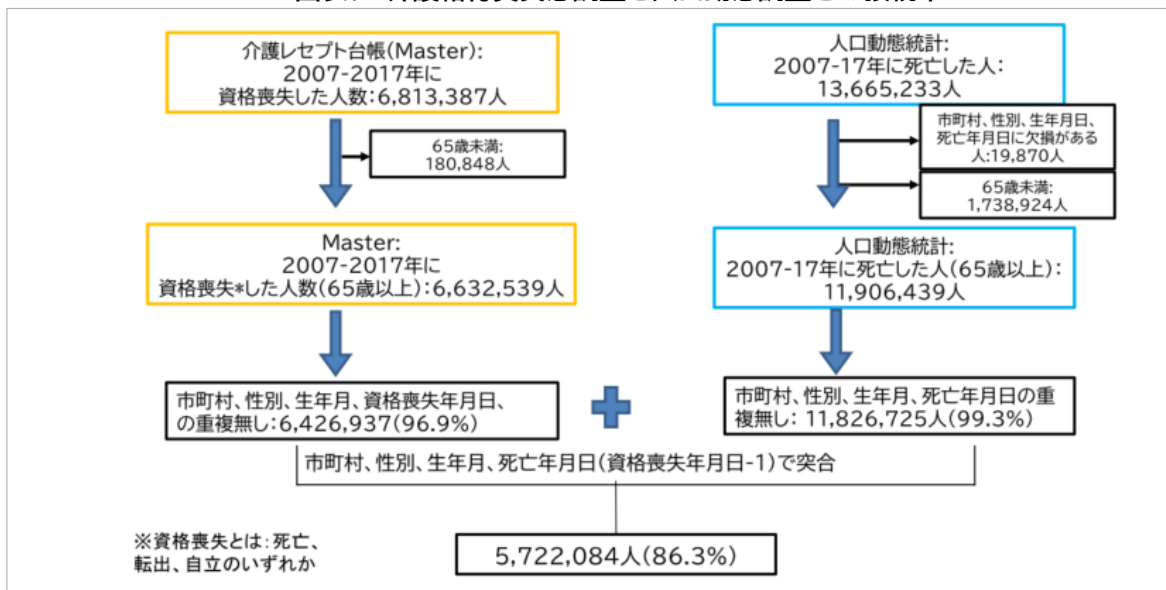 介護レセプト台帳(Master):
2007-2017年に
資格喪失した人数:6,813,387人
65歳未満:
180,848人
Master:
2007-2017年に
資格喪失*した人数(65歳以上):6,632,539人
市町村、性別、生年月、資格喪失年月日、
の重複無し:6,426,937(96.9%)
人口動態統計:
2007-17年に死亡した人:
13,665,233人
市町村、性別、生年月日、
死亡年月日に欠損がある
人:19,870人
65歳未満:
1,738,924人
人口動態統計:
2007-17年に死亡した人(65歳以上):
11,906,439人
市町村、性別、生年月、死亡年月日の重
複無し: 11,826,725人(99.3%)
市町村、性別、生年月、死亡年月日(資格喪失年月日-1)で突合
5,722,084人(86.3%)
※資格喪失とは:死亡、
転出、自立のいずれか